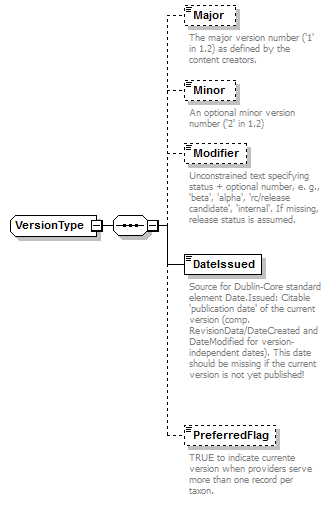 Major
The major version number ('1'
in 1.2) as defined by the
content creators.
Minor
An optional minor version
number ('2' in 1.2)
Modifier
Unconstrained text specifying
status + optional number, e. g.,
'beta', 'alpha', 'rc/release
candidate', 'internal'. If missing,
release status is assumed.
VersionType
DateIssued
Source for Dublin-Core standard
element Date.Issued: Citable
'publication date' of the current
version (comp.
RevisionData/DateCreated and
DateModified for version-
independent dates). This date
should be missing if the current
version is not yet published!
PreferredFlag
TRUE to indicate currente
version when providers serve
more than one record per
taxon.